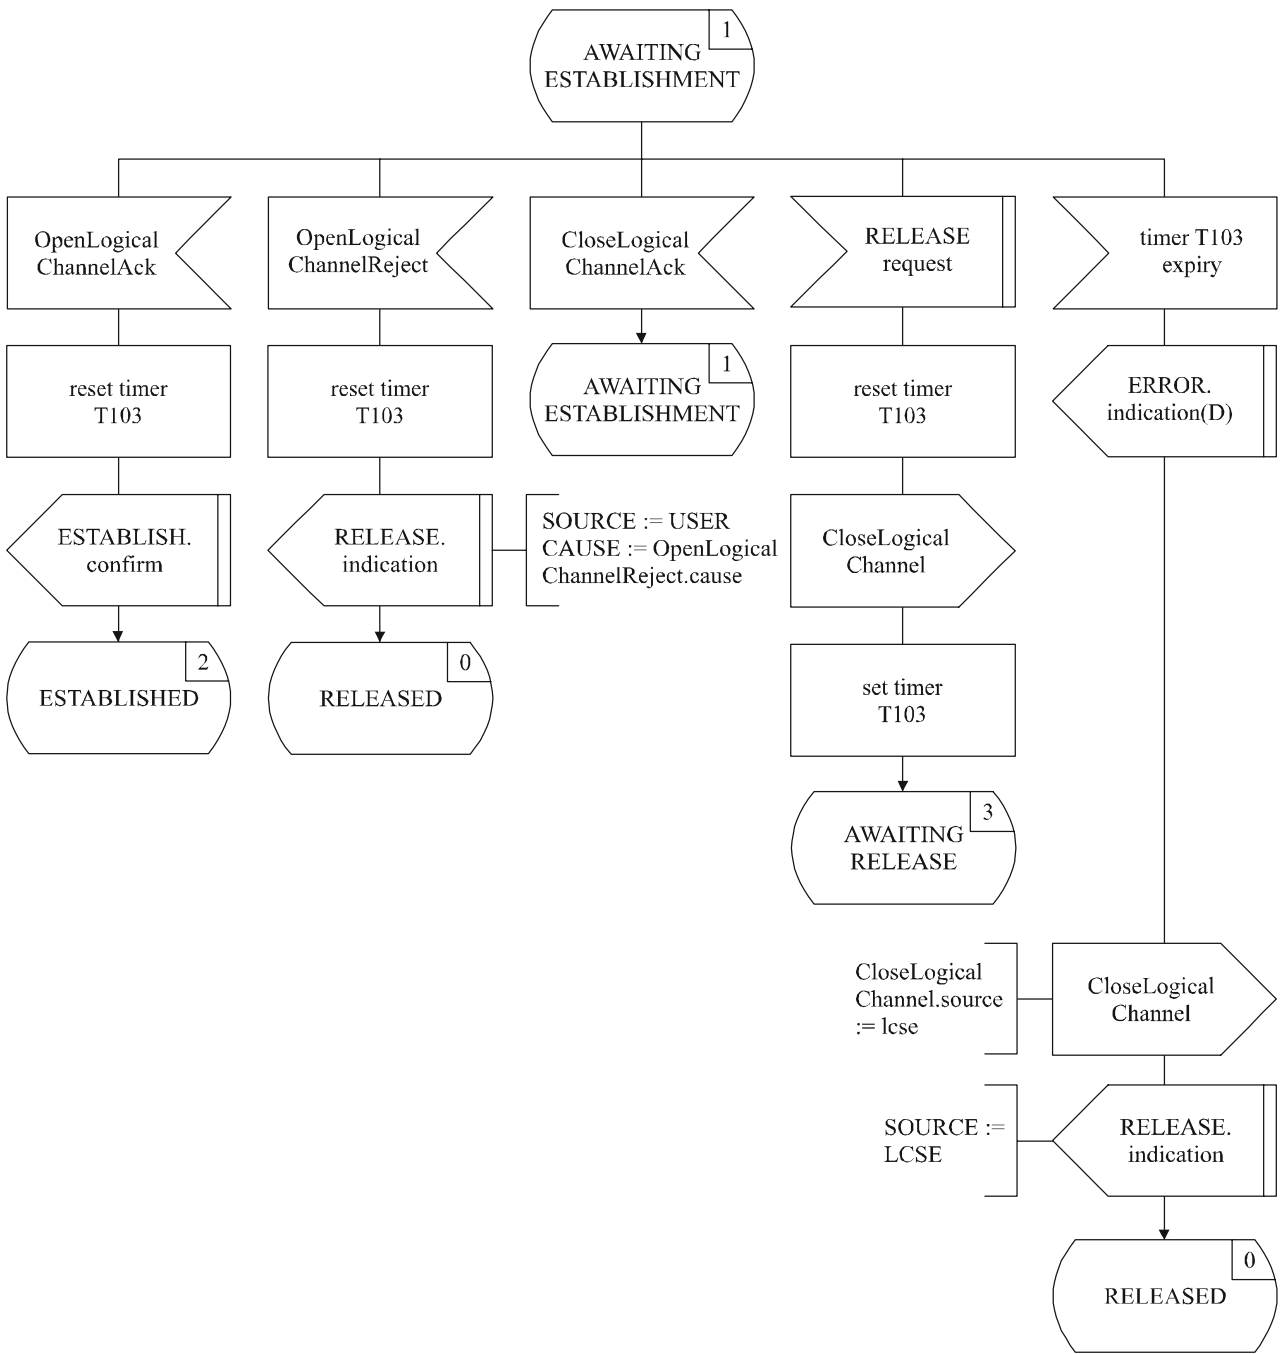 1
AWAITING
ESTABLISHMENT
OpenLogical
ChannelAck
OpenLogical
ChannelReject
CloseLogical
ChannelAck
RELEASE
request
timer T103
expiry
reset timer
T103
reset timer
T103
1
AWAITING
ESTABLISHMENT
reset timer
T103
ERROR.
indication(D)
ESTABLISH.
confirm
RELEASE.
indication
SOURCE := USER
CAUSE := OpenLogical
ChannelReject.cause
CloseLogical
Channel
2
ESTABLISHED
0
RELEASED
set timer
T103
3
AWAITING
RELEASE
CloseLogical
Channel.source
:= lcse
CloseLogical
Channel
SOURCE :=
LCSE
RELEASE.
indication
0
RELEASED